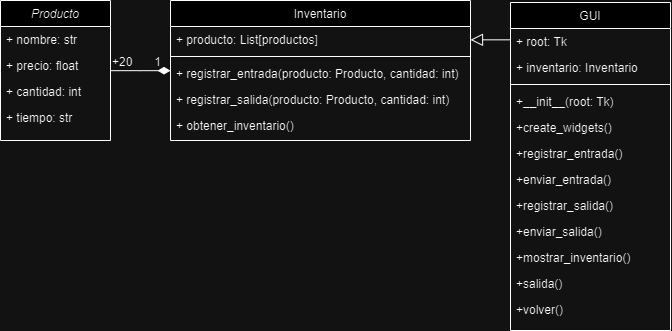 Producto
+ nombre: str
+ precio: float
+ cantidad: int
+ tiempo: str
+20
1
Inventario
+ producto: List[productos]
+ registrar_entrada(producto: Producto, cantidad: int)
+ registrar_salida(producto: Producto, cantidad: int)
+ obtener_inventario()
GUI
+ root: Tk
+ inventario: Inventario
+__init__(root: Tk)
+create_widgets()
+registrar_entrada()
+enviar_entrada()
+registrar_salida()
+enviar_salida()
+mostrar_inventario()
+salida()
+volver()